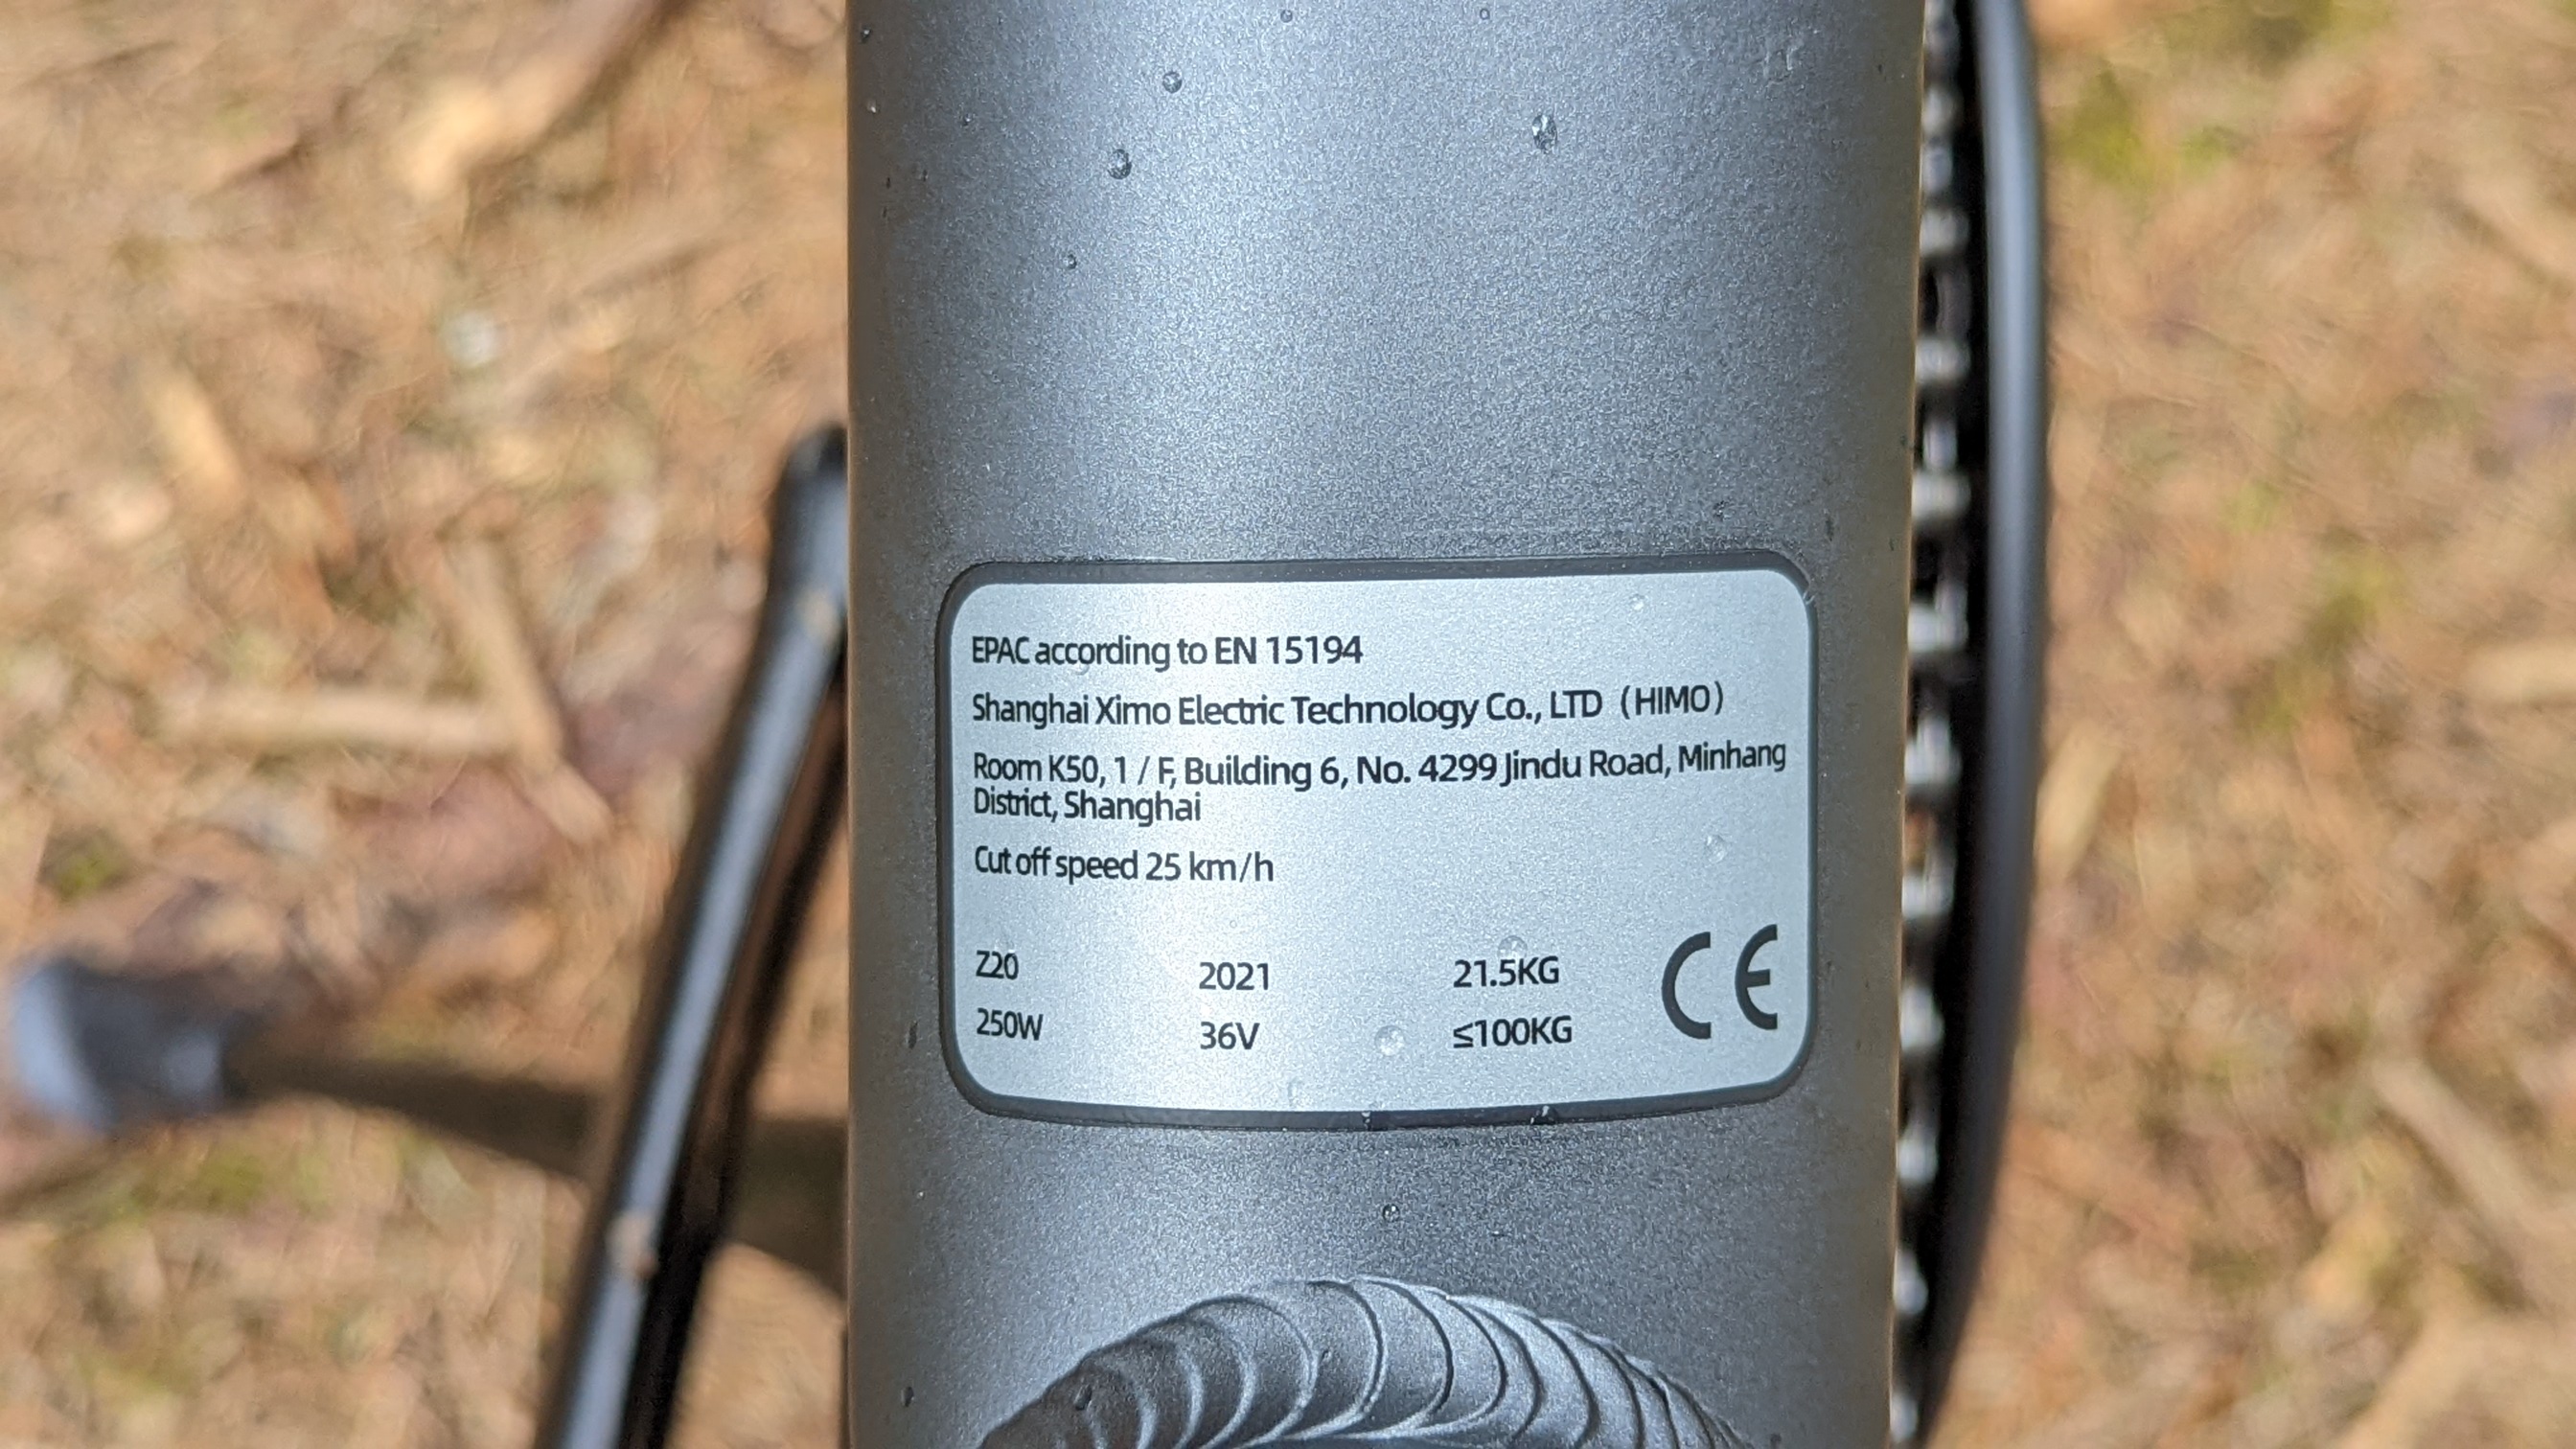 EPAC according to EN 15194
Shanghai Ximo Electric Technology Co., LTD（HIMO）
Room K50, 1 / F, Building 6, No. 4299 Jindu Road, Minhang
District, Shanghai
Cut off speed 25 km/h
Z20 2021 21.5KG
250W 36V ≤100KG
CE